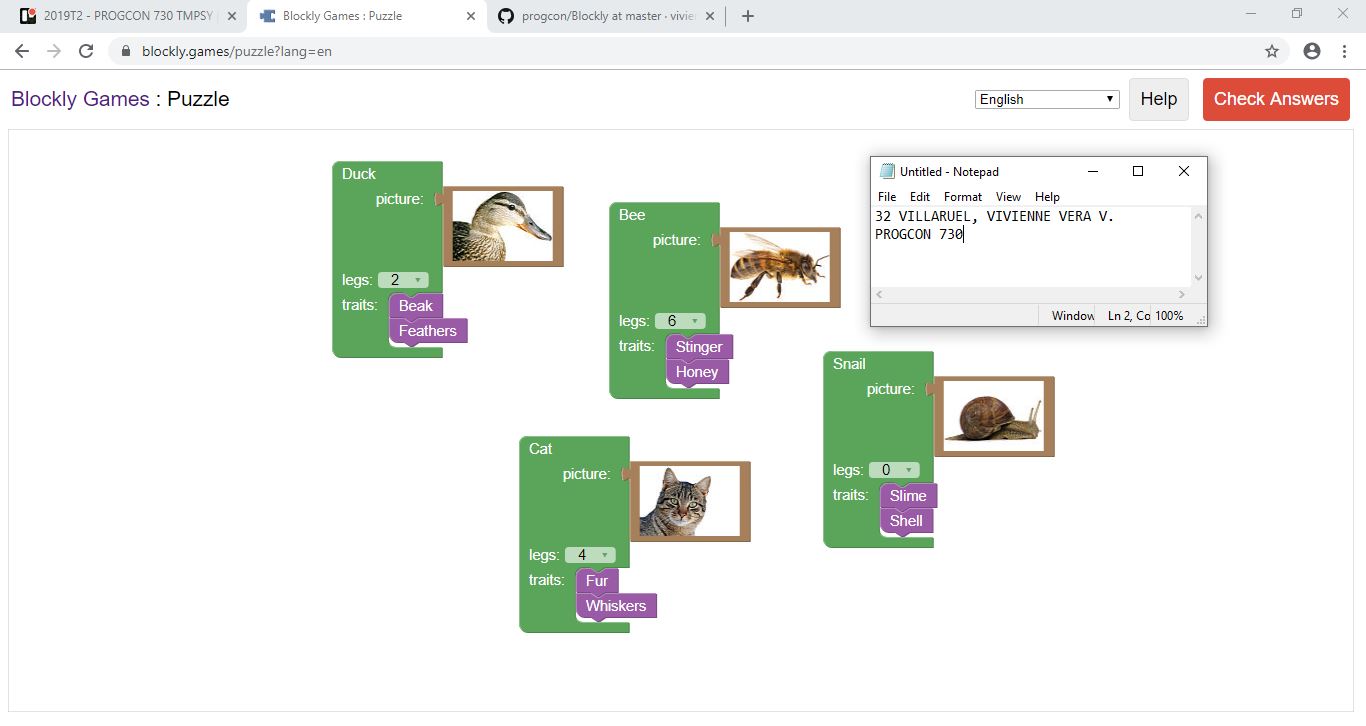 2019T2 - PROGCON 730 TMPSY
Blockly Games : Puzzle
progcon/Blockly at master · vivie
blockly.games/puzzle?lang=en
Blockly Games : Puzzle
English
Help
Check Answers
Duck
picture:
legs: 2
traits: Beak
Feathers
Bee
picture:
legs: 6
traits: Stinger
Honey
Untitled - Notepad
File Edit Format View Help
32 VILLARUEL, VIVIENNE VERA V.
PROGCON 730
Window Ln 2, Co 100%
Snail
picture:
legs: 0
traits: Slime
Shell
Cat
picture:
legs: 4
traits: Fur
Whiskers